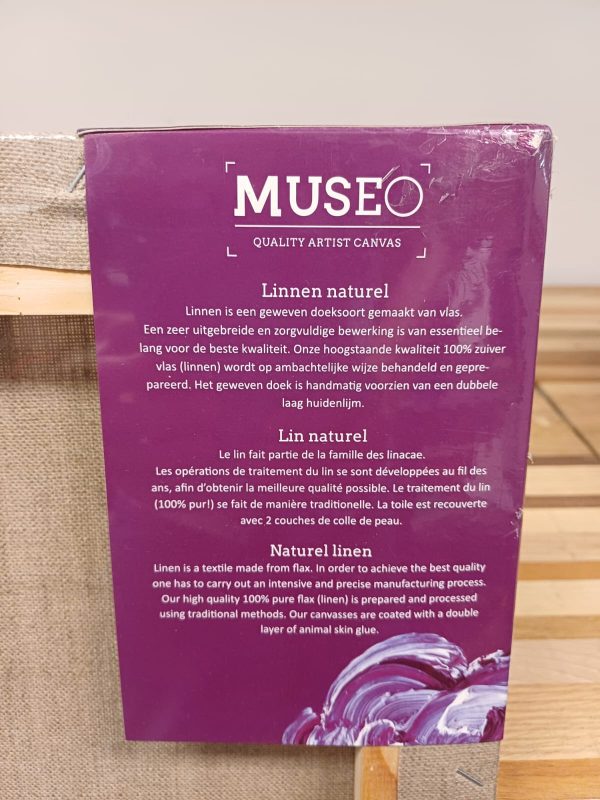 MUSEO
QUALITY ARTIST CANVAS
Linnen naturel
Linnen is een geweven doeksoort gemaakt van vlas.
Een zeer uitgebreide en zorgvuldige bewerking is van essentieel be-
lang voor de beste kwaliteit. Onze hoogstaande kwaliteit 100% zuiver
vlas (linnen) wordt op ambachtelijke wijze behandeld en gepre-
pareerd. Het geweven doek is handmatig voorzien van een dubbele
laag huidenlijm.
Lin naturel
Le lin fait partie de la famille des linacae.
Les opérations de traitement du lin se sont développées au fil des
ans, afin d'obtenir la meilleure qualité possible. Le traitement du lin
(100% pur!) se fait de manière traditionelle. La toile est recouverte
avec 2 couches de colle de peau.
Naturel linen
Linen is a textile made from flax. In order to achieve the best quality
one has to carry out an intensive and precise manufacturing process.
Our high quality 100% pure flax (linen) is prepared and processed
using traditional methods. Our canvasses are coated with a double
layer of animal skin glue.